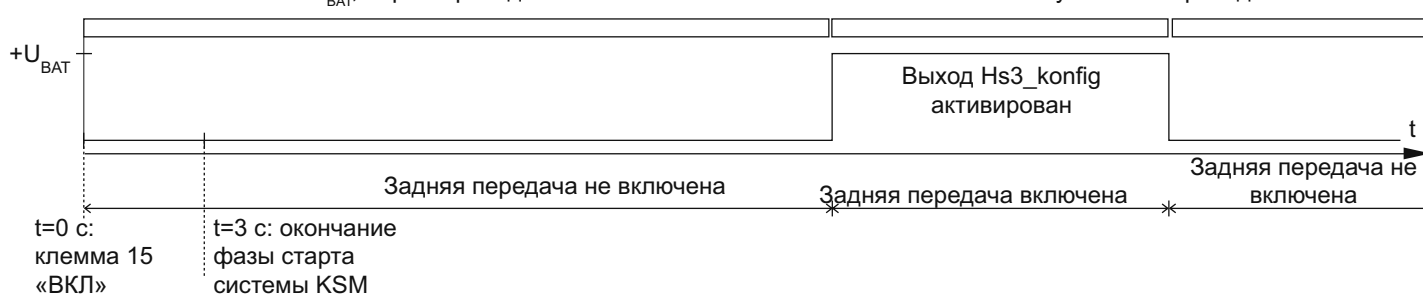 +U_BAT
Выход Hs3_konfig
активирован
t
Задняя передача не включена
Задняя передача включена
Задняя передача не
включена
t=0 с:
клемма 15
«ВКЛ»
t=3 с: окончание
фазы старта
системы KSM